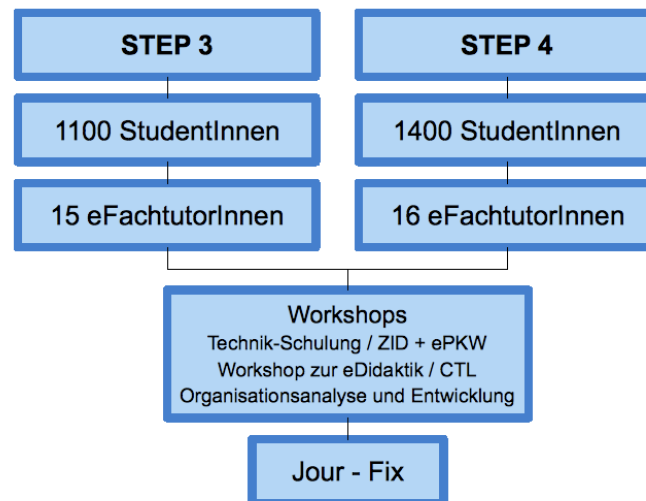 STEP 3
STEP 4
1100 StudentInnen
1400 StudentInnen
15 eFachtutorInnen
16 eFachtutorInnen
Workshops
Technik-Schulung / ZID + ePKW
Workshop zur eDidaktik / CTL
Organisationsanalyse und Entwicklung
Jour - Fix